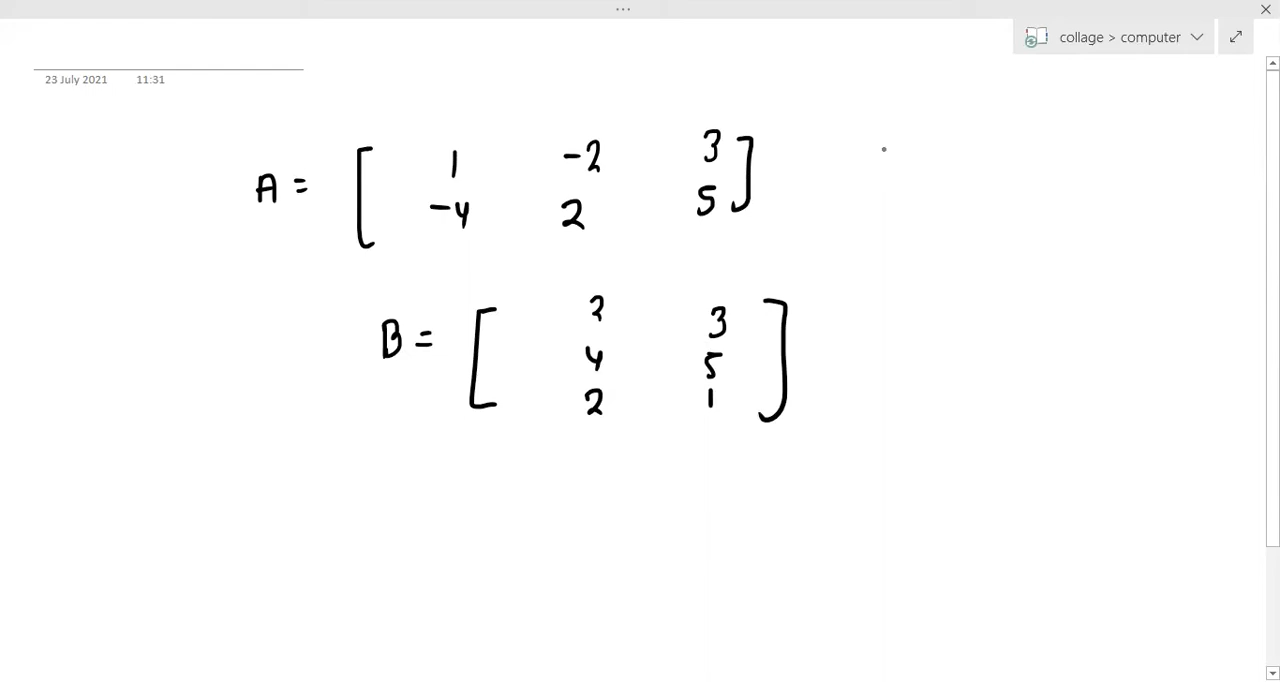 ...
collage > computer
23 July 2021 11:31
A = [ 1 -2 3 ]
-4 2 5
B = [ 2 3 ]
4 5
2 1